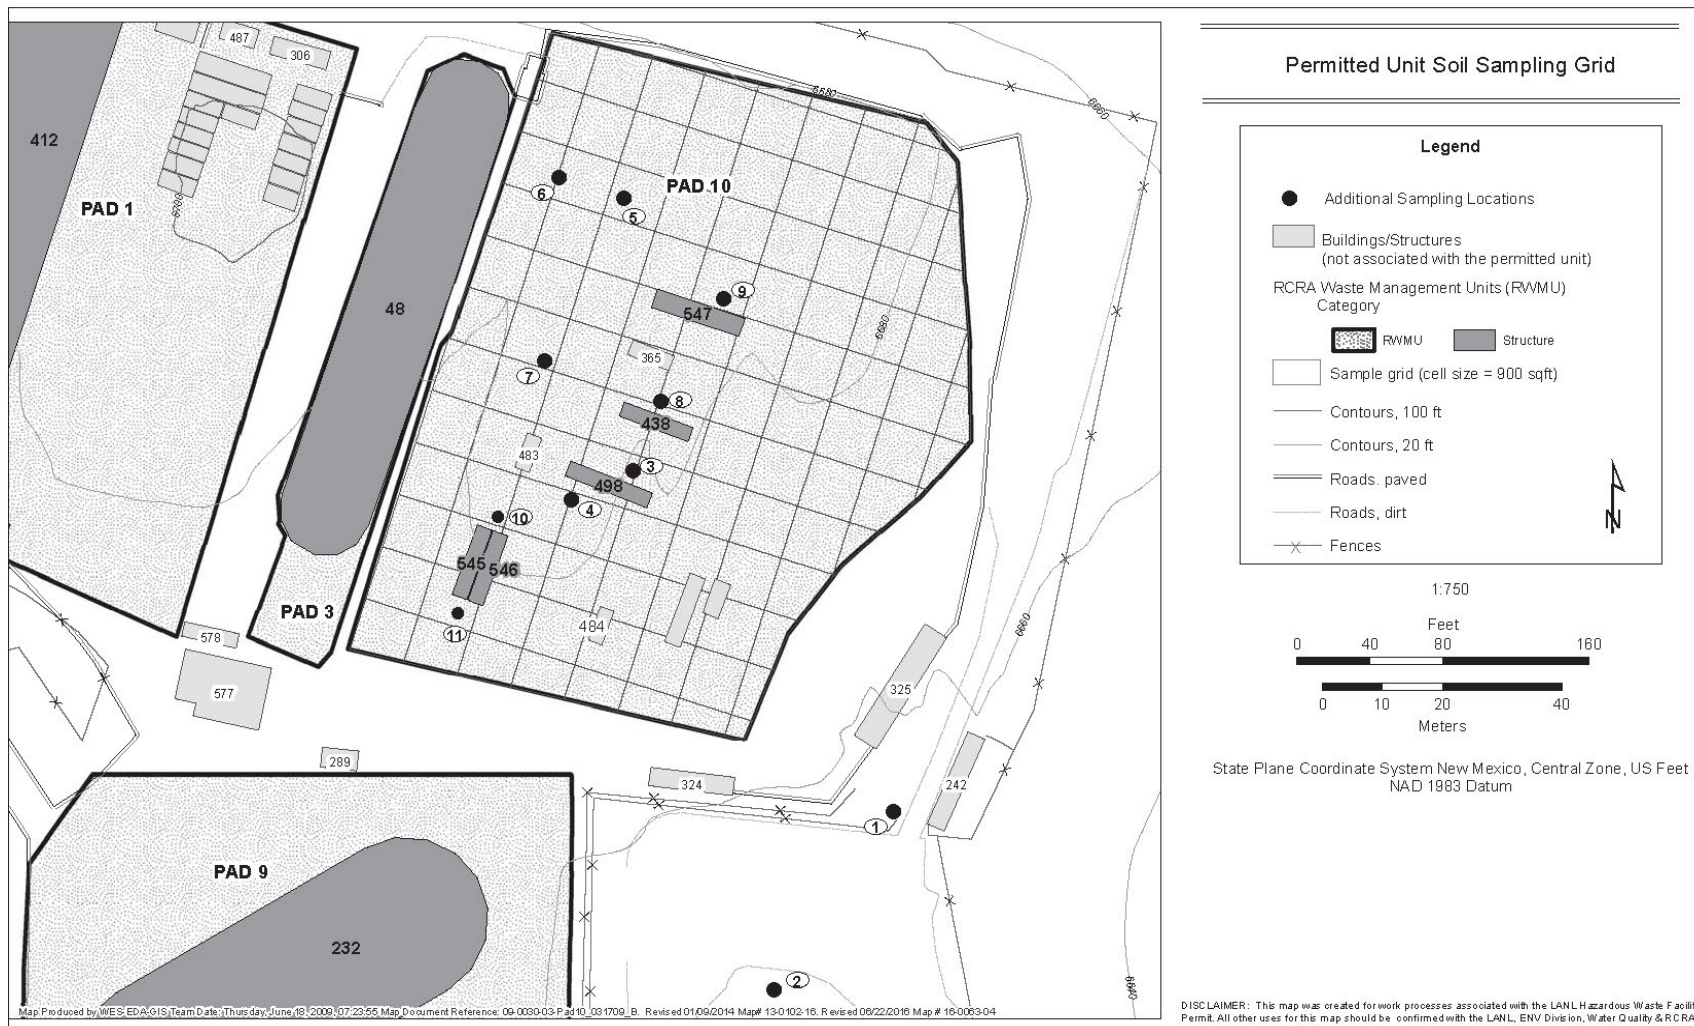 487
306
412
PAD 1
6700
48
PAD 10
6680
6660
6
5
9
547
365
6680
7
8
438
483
3
498
4
10
545
546
11
484
PAD 3
578
577
289
324
325
6660
242
1
PAD 9
232
2
6640
Map Produced by WES-EDA-GIS Team Date: Thursday, June 18, 2009, 07:23:55 Map Document Reference: 09-0030-03-Pad10_031709_B. Revised 01/09/2014 Map# 13-0102-16. Revised 06/22/2016 Map # 16-0063-04
Permitted Unit Soil Sampling Grid
Legend
Additional Sampling Locations
Buildings/Structures
(not associated with the permitted unit)
RCRA Waste Management Units (RWMU)
Category
RWMU
Structure
Sample grid (cell size = 900 sqft)
Contours, 100 ft
Contours, 20 ft
Roads. paved
Roads, dirt
Fences
N
1:750
Feet
0 40 80 160
0 10 20 40
Meters
State Plane Coordinate System New Mexico, Central Zone, US Feet
NAD 1983 Datum
DISCLAIMER: This map was created for work processes associated with the LANL Hazardous Waste Facili
Permit. All other uses for this map should be confirmed with the LANL, ENV Division, Water Quality & RCRA